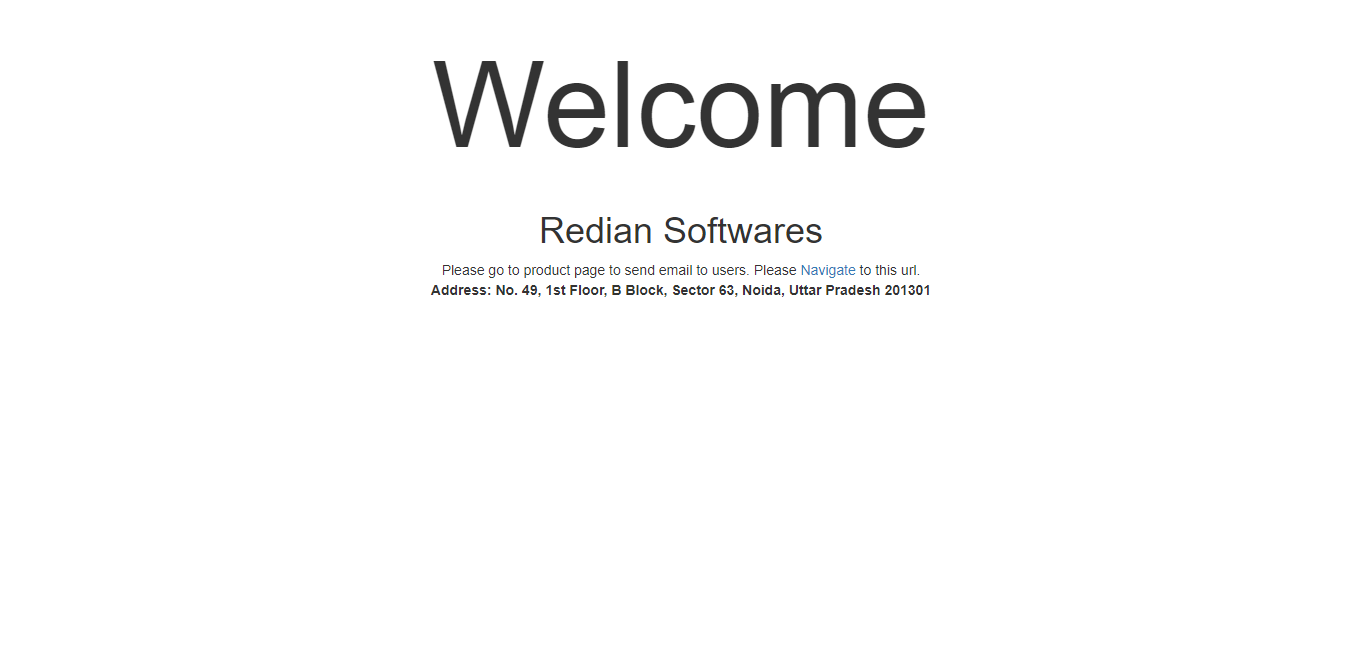 Welcome
Redian Softwares
Please go to product page to send email to users. Please Navigate to this url.
Address: No. 49, 1st Floor, B Block, Sector 63, Noida, Uttar Pradesh 201301